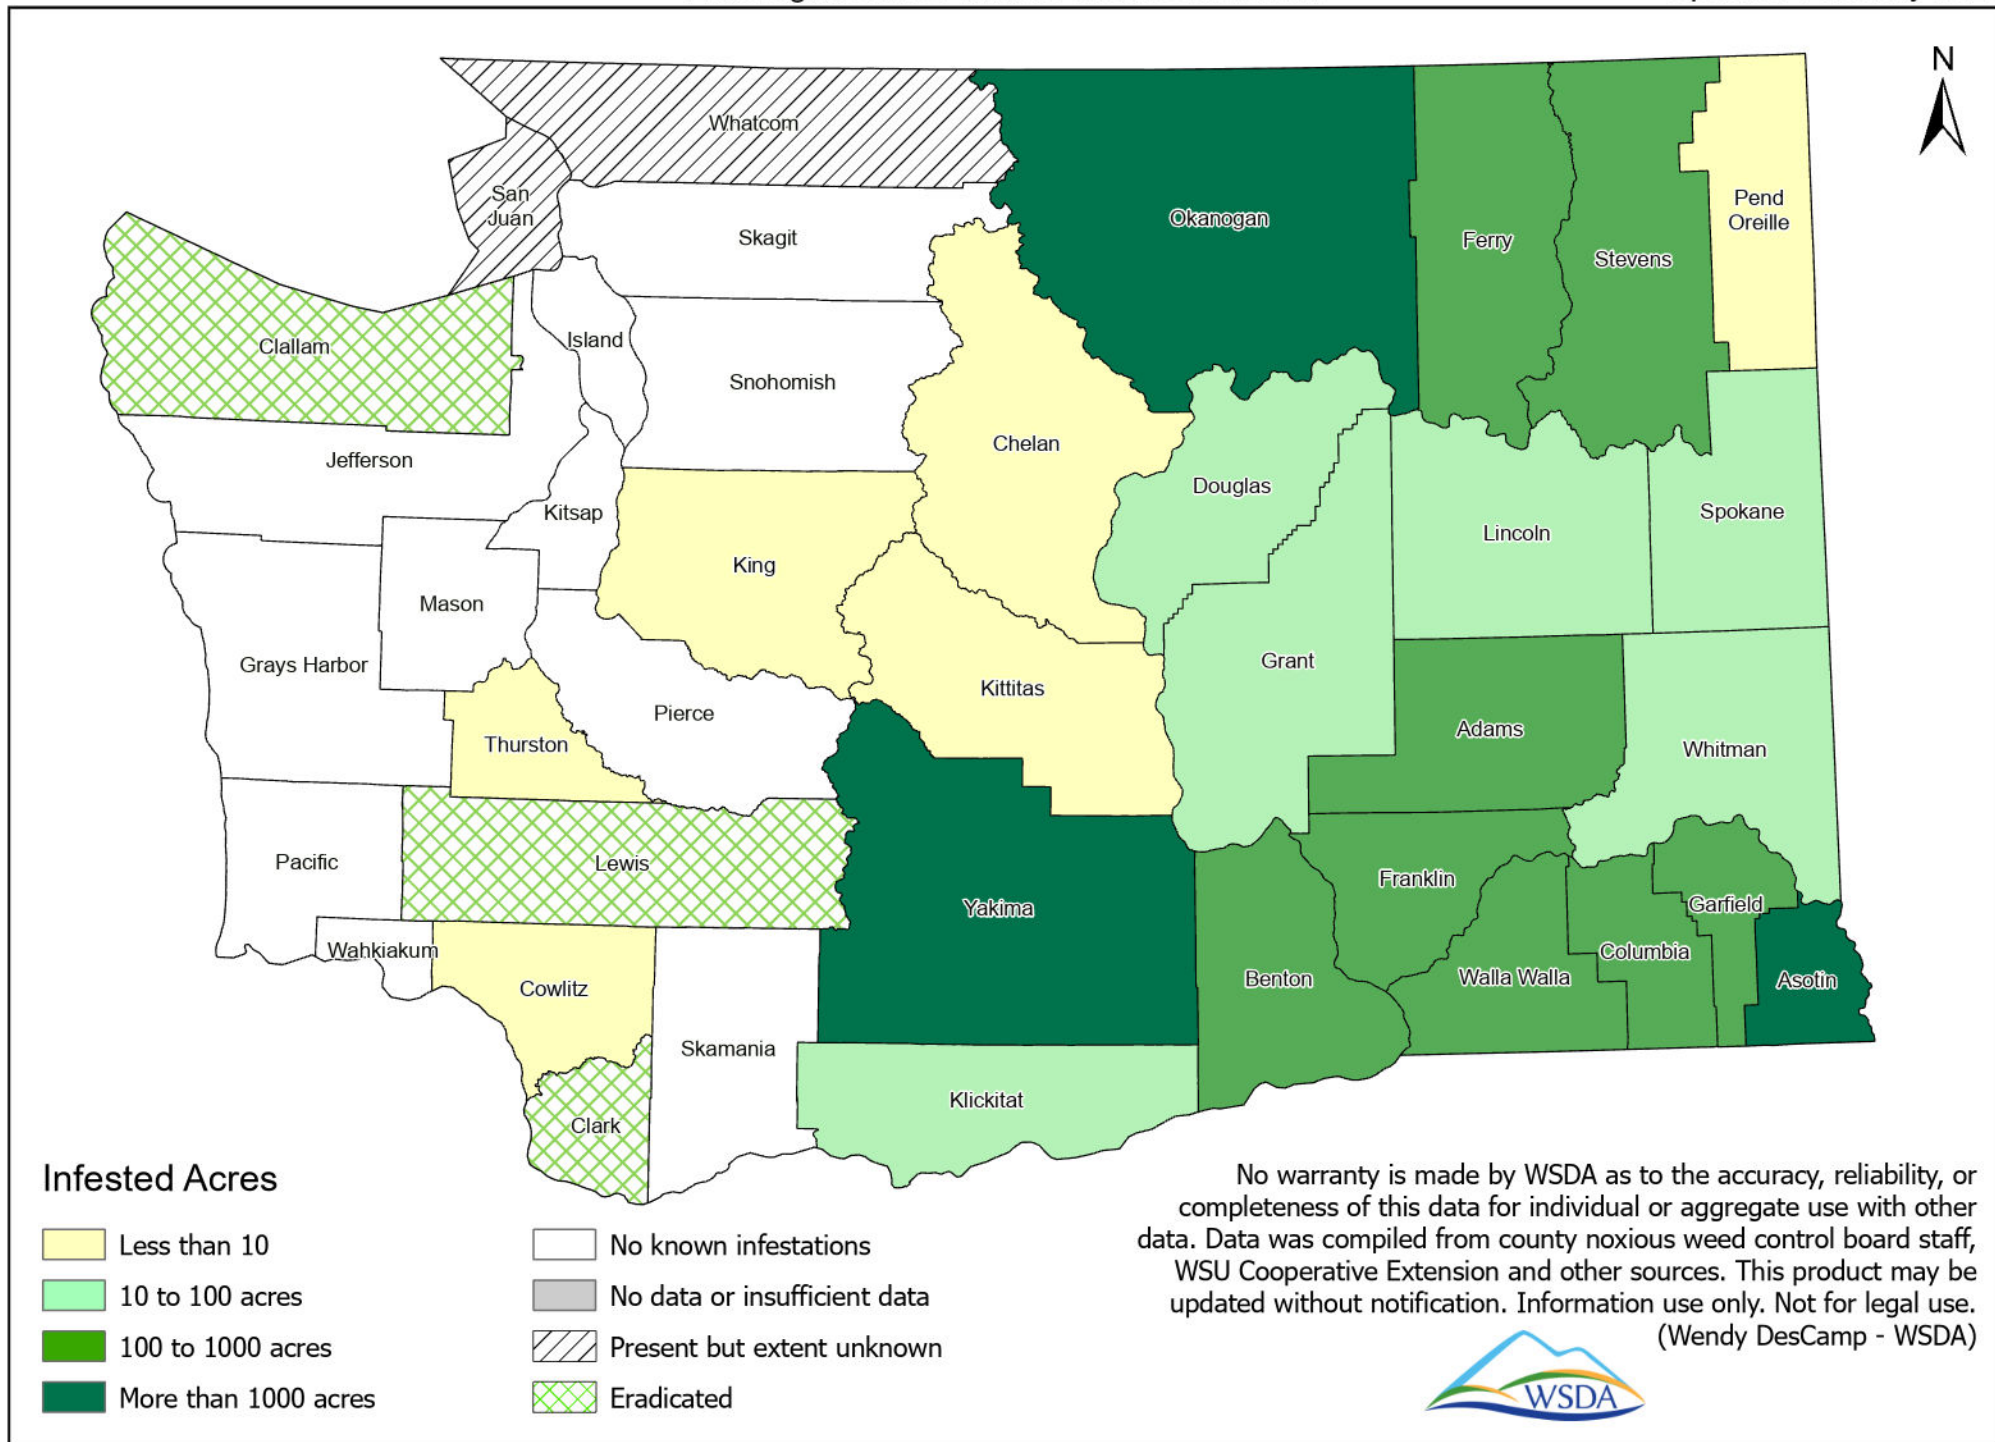 N
Whatcom
San
Juan
Skagit
Okanogan
Ferry
Stevens
Pend
Oreille
Clallam
Island
Snohomish
Chelan
Jefferson
Kitsap
Douglas
Lincoln
Spokane
King
Mason
Grays Harbor
Grant
Kittitas
Pierce
Thurston
Adams
Whitman
Pacific
Lewis
Yakima
Franklin
Garfield
Wahkiakum
Columbia
Cowlitz
Benton
Walla Walla
Asotin
Skamania
Klickitat
Clark
Infested Acres
Less than 10
10 to 100 acres
100 to 1000 acres
More than 1000 acres
No known infestations
No data or insufficient data
Present but extent unknown
Eradicated
No warranty is made by WSDA as to the accuracy, reliability, or
completeness of this data for individual or aggregate use with other
data. Data was compiled from county noxious weed control board staff,
WSU Cooperative Extension and other sources. This product may be
updated without notification. Information use only. Not for legal use.
(Wendy DesCamp - WSDA)
WSDA